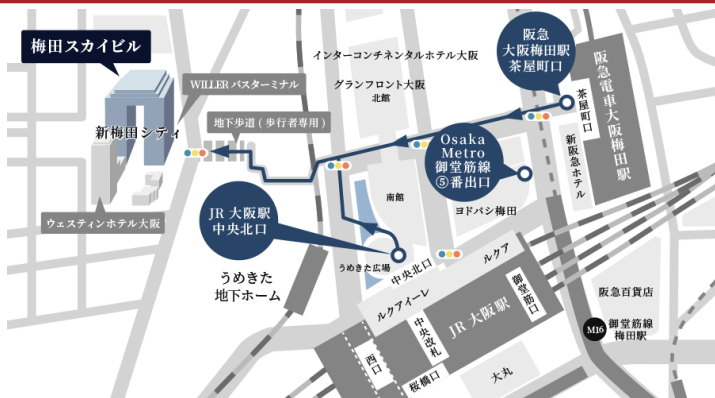 梅田スカイビル
WILLER バスターミナル
新梅田シティ
地下歩道 ( 歩行者専用 )
ウェスティンホテル大阪
インターコンチネンタルホテル大阪
グランフロント大阪
北館
阪急
大阪梅田駅
茶屋町口
阪急電車大阪梅田駅
茶屋町口
新阪急ホテル
Osaka
Metro
御堂筋線
⑤番出口
ヨドバシ梅田
南館
JR 大阪駅
中央北口
うめきた広場
うめきた
地下ホーム
中央北口
ルクア
ルクアイーレ
JR 大阪駅
御堂筋口
中央改札
西口
桜橋口
大丸
阪急百貨店
M16
御堂筋線
梅田駅